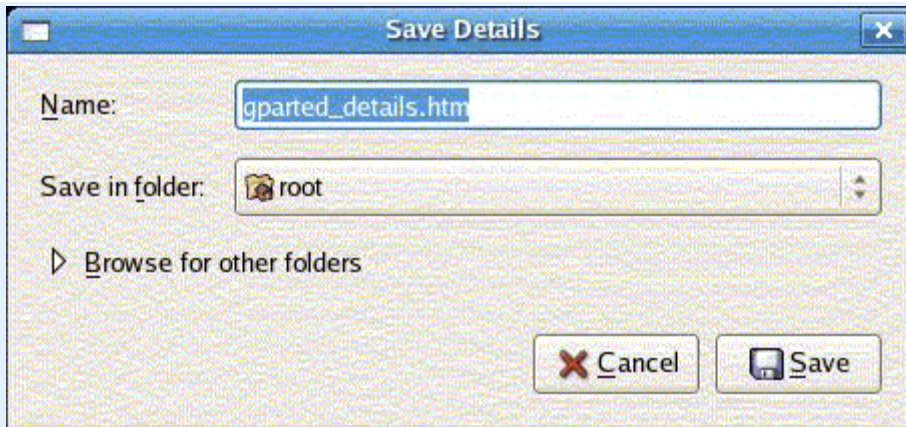 Save Details
Name: gparted_details.htm
Save in folder: root
Browse for other folders
Cancel Save